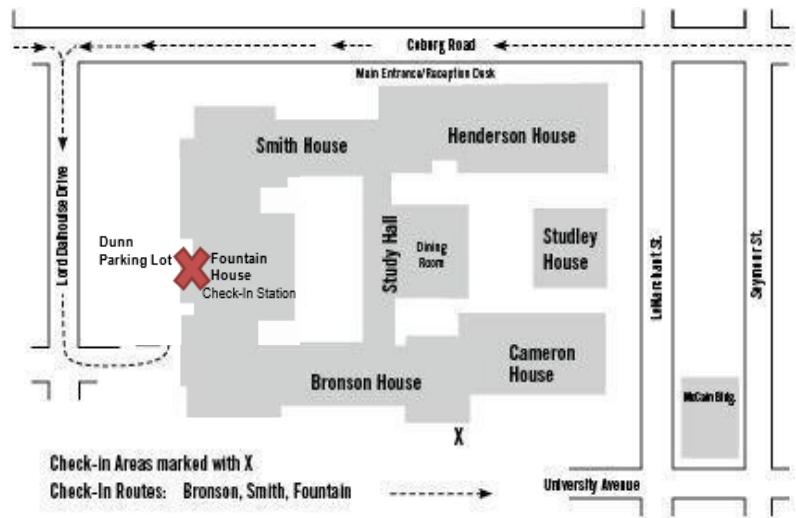 Coburg Road
Main Entrance/Reception Desk
Smith House
Henderson House
Lord Dalhouise Drive
Dunn
Parking Lot
Fountain
House
Check-In Station
Study Hall
Dining
Room
Studley
House
LeMarchant St.
Seymour St.
Bronson House
Cameron
House
McCain Bldg.
X
Check-in Areas marked with X
Check-In Routes: Bronson, Smith, Fountain
University Avenue